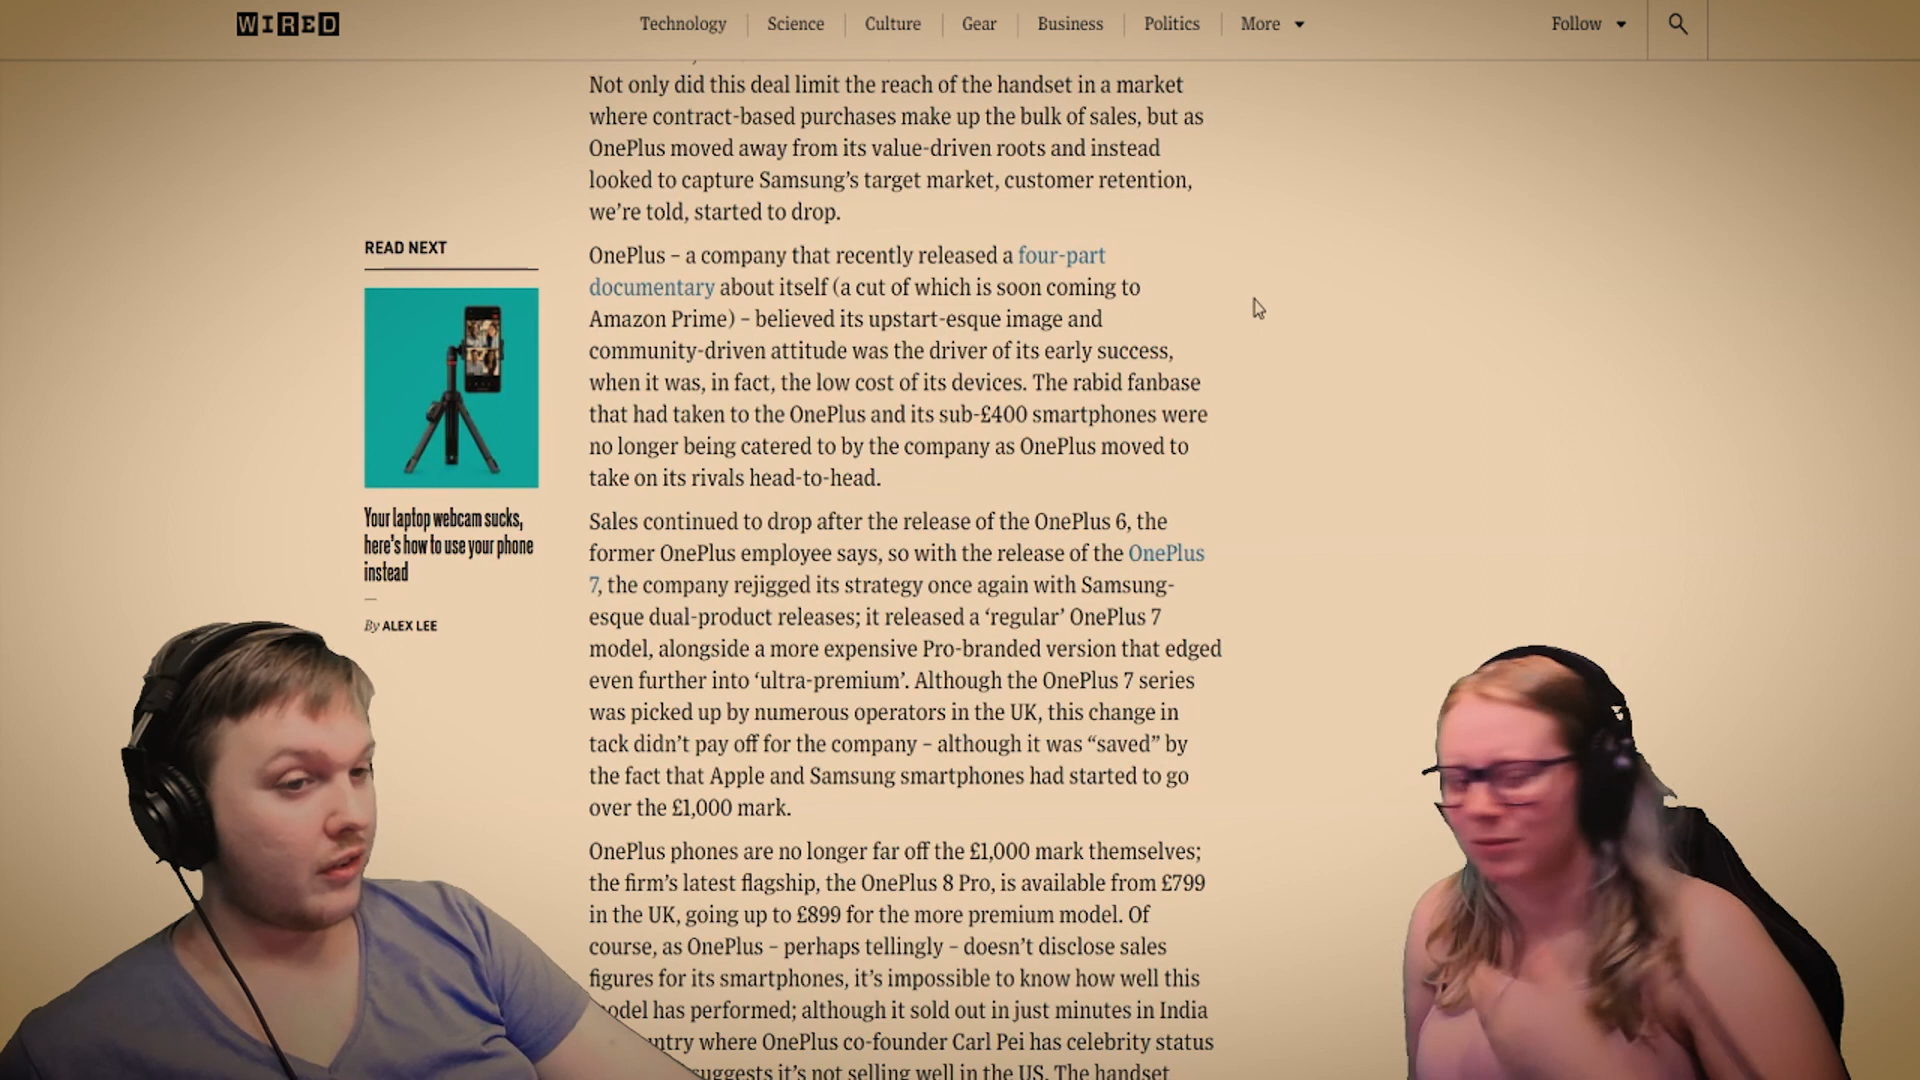 WIRED
Technology
Science
Culture
Gear
Business
Politics
More
Follow
Not only did this deal limit the reach of the handset in a market
where contract-based purchases make up the bulk of sales, but as
OnePlus moved away from its value-driven roots and instead
looked to capture Samsung’s target market, customer retention,
we’re told, started to drop.
READ NEXT
Your laptop webcam sucks,
here's how to use your phone
instead
By ALEX LEE
OnePlus – a company that recently released a four-part
documentary about itself (a cut of which is soon coming to
Amazon Prime) – believed its upstart-esque image and
community-driven attitude was the driver of its early success,
when it was, in fact, the low cost of its devices. The rabid fanbase
that had taken to the OnePlus and its sub-£400 smartphones were
no longer being catered to by the company as OnePlus moved to
take on its rivals head-to-head.
Sales continued to drop after the release of the OnePlus 6, the
former OnePlus employee says, so with the release of the OnePlus
7, the company rejigged its strategy once again with Samsung-
esque dual-product releases; it released a ‘regular’ OnePlus 7
model, alongside a more expensive Pro-branded version that edged
even further into ‘ultra-premium’. Although the OnePlus 7 series
was picked up by numerous operators in the UK, this change in
tack didn’t pay off for the company – although it was “saved” by
the fact that Apple and Samsung smartphones had started to go
over the £1,000 mark.
OnePlus phones are no longer far off the £1,000 mark themselves;
the firm’s latest flagship, the OnePlus 8 Pro, is available from £799
in the UK, going up to £899 for the more premium model. Of
course, as OnePlus – perhaps tellingly – doesn’t disclose sales
figures for its smartphones, it’s impossible to know how well this
has performed; although it sold out in just minutes in India
where OnePlus co-founder Carl Pei has celebrity status
suggests it’s not selling well in the US. The handset